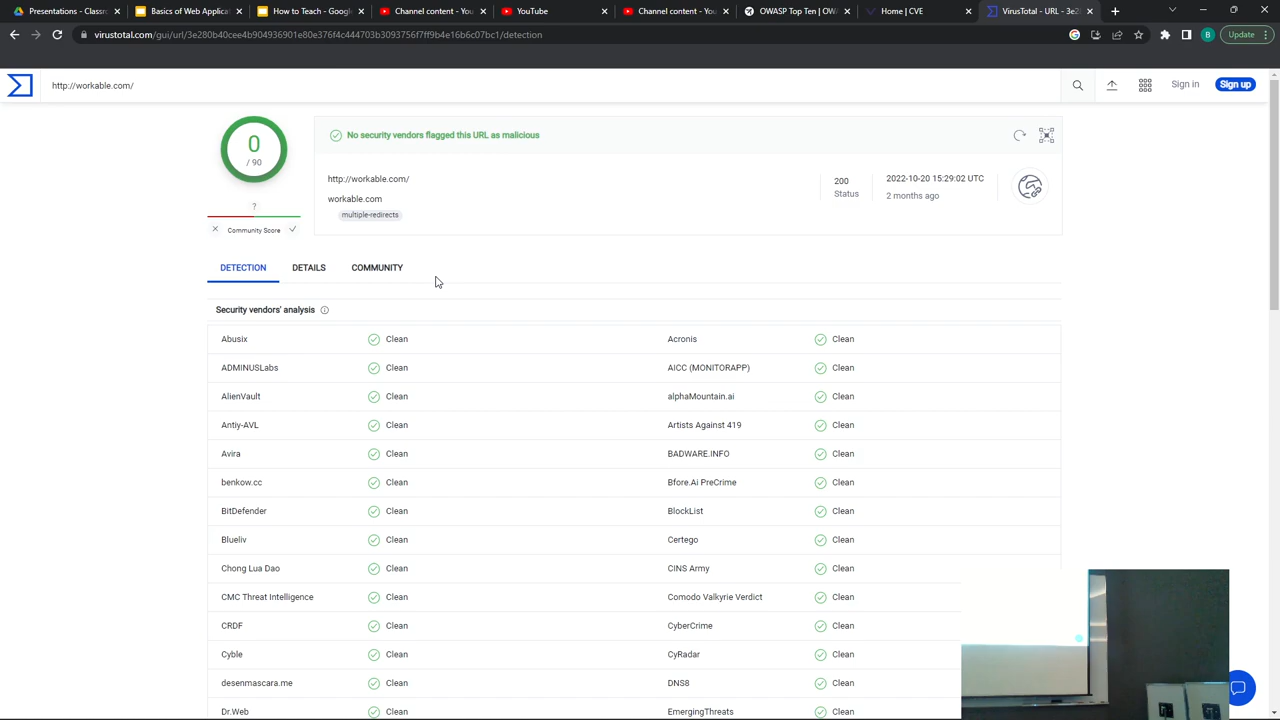 Presentations - Classro
Basics of Web Applicat
How to Teach - Google
Channel content - You
YouTube
Channel content - You
OWASP Top Ten | OWA
Home | CVE
VirusTotal - URL - 3e2
virustotal.com/gui/url/3e280b40cee4b904936901e80e376f4c444703b3093756f7ff9b4e16b6c07bc1/detection
B
Update
http://workable.com/
Sign in
Sign up
0
/ 90
?
Community Score
No security vendors flagged this URL as malicious
http://workable.com/
workable.com
multiple-redirects
200
Status
2022-10-20 15:29:02 UTC
2 months ago
DETECTION DETAILS COMMUNITY
Security vendors' analysis
Abusix Clean Acronis Clean
ADMINUSLabs Clean AICC (MONITORAPP) Clean
AlienVault Clean alphaMountain.ai Clean
Antiy-AVL Clean Artists Against 419 Clean
Avira Clean BADWARE.INFO Clean
benkow.cc Clean Bfore.Ai PreCrime Clean
BitDefender Clean BlockList Clean
Blueliv Clean Certego Clean
Chong Lua Dao Clean CINS Army Clean
CMC Threat Intelligence Clean Comodo Valkyrie Verdict Clean
CRDF Clean CyberCrime Clean
Cyble Clean CyRadar Clean
desenmascara.me Clean DNS8 Clean
Dr.Web Clean EmergingThreats Clean